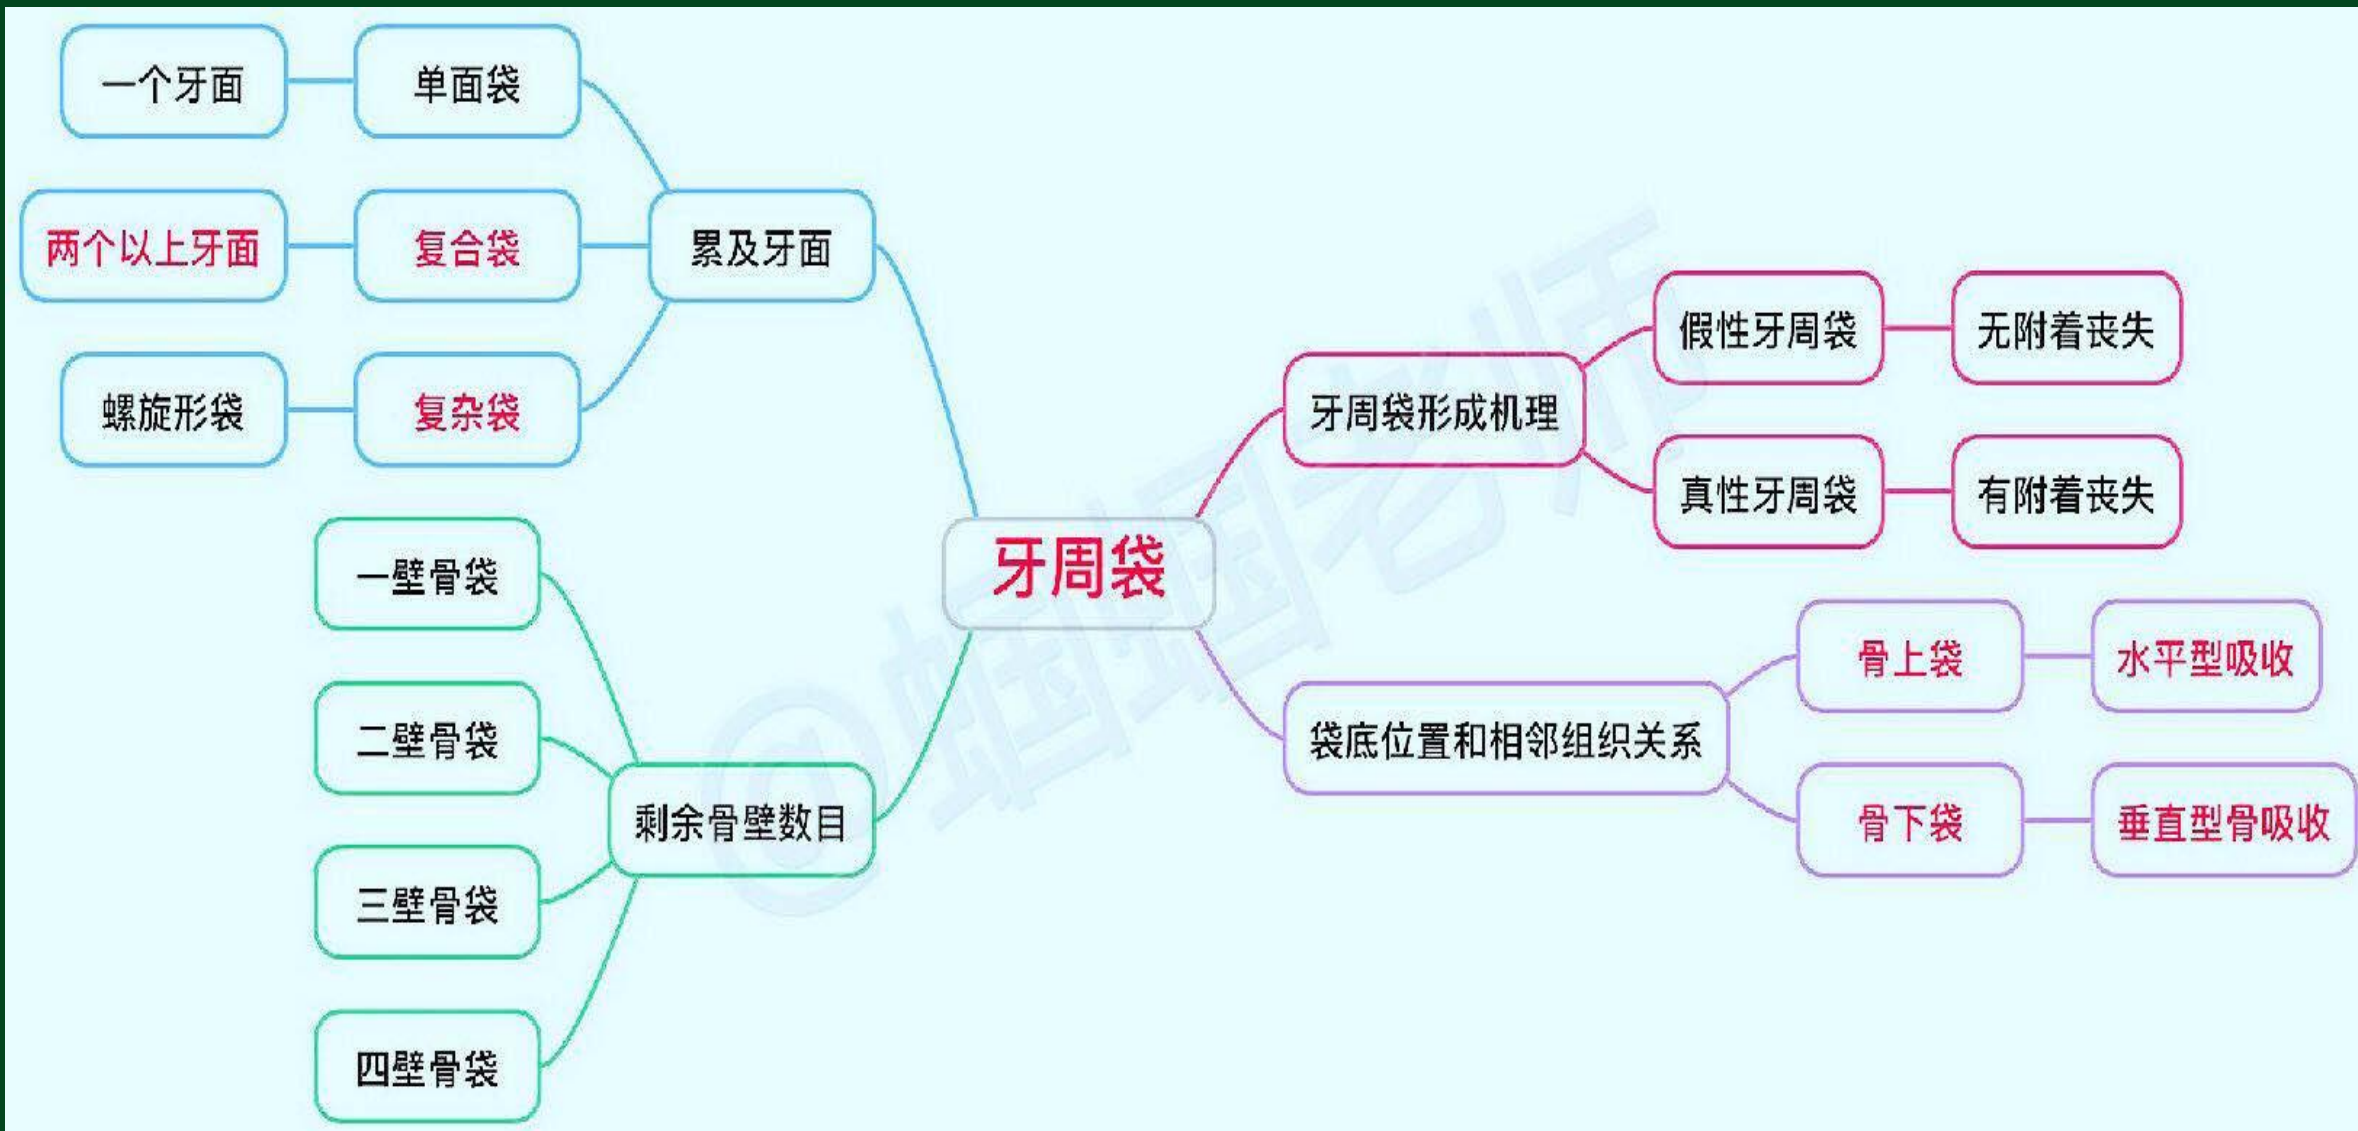 一个牙面
单面袋
两个以上牙面
复合袋
累及牙面
螺旋形袋
复杂袋
一壁骨袋
二壁骨袋
三壁骨袋
四壁骨袋
剩余骨壁数目
牙周袋
牙周袋形成机理
假性牙周袋
无附着丧失
真性牙周袋
有附着丧失
袋底位置和相邻组织关系
骨上袋
水平型吸收
骨下袋
垂直型骨吸收
@蝈蝈老师